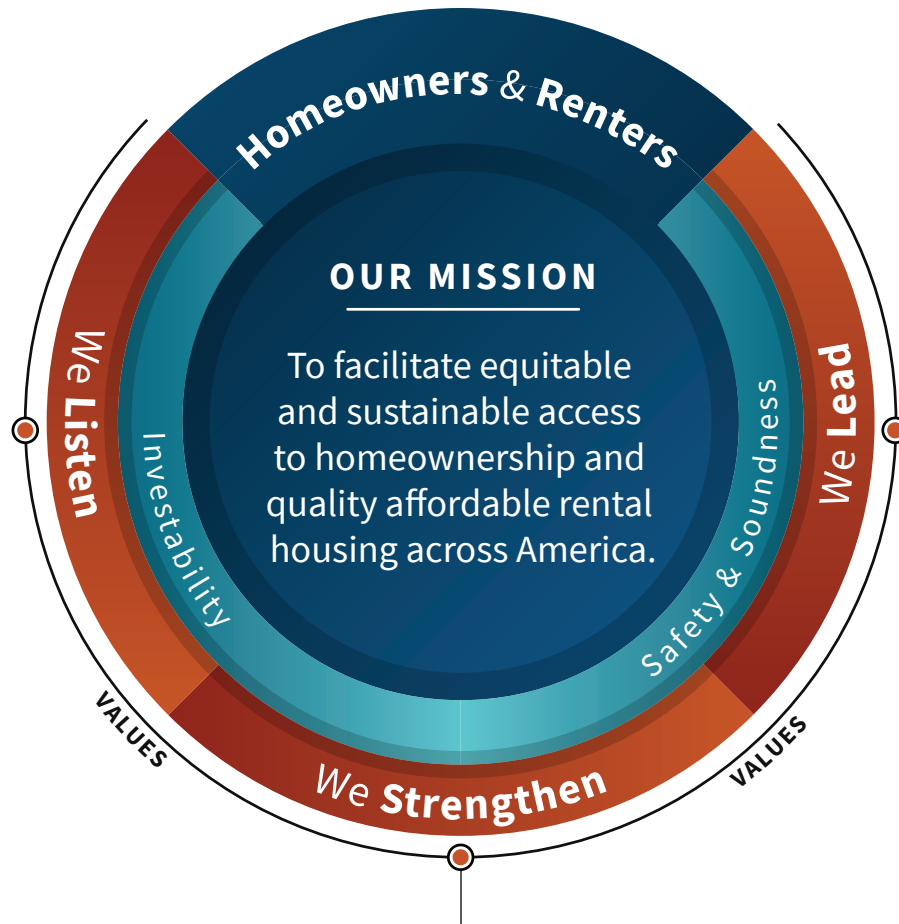 Homeowners & Renters
OUR MISSION
To facilitate equitable
and sustainable access
to homeownership and
quality affordable rental
housing across America.
We Listen
Investability
Safety & Soundness
We Lead
We Strengthen
VALUES
VALUES